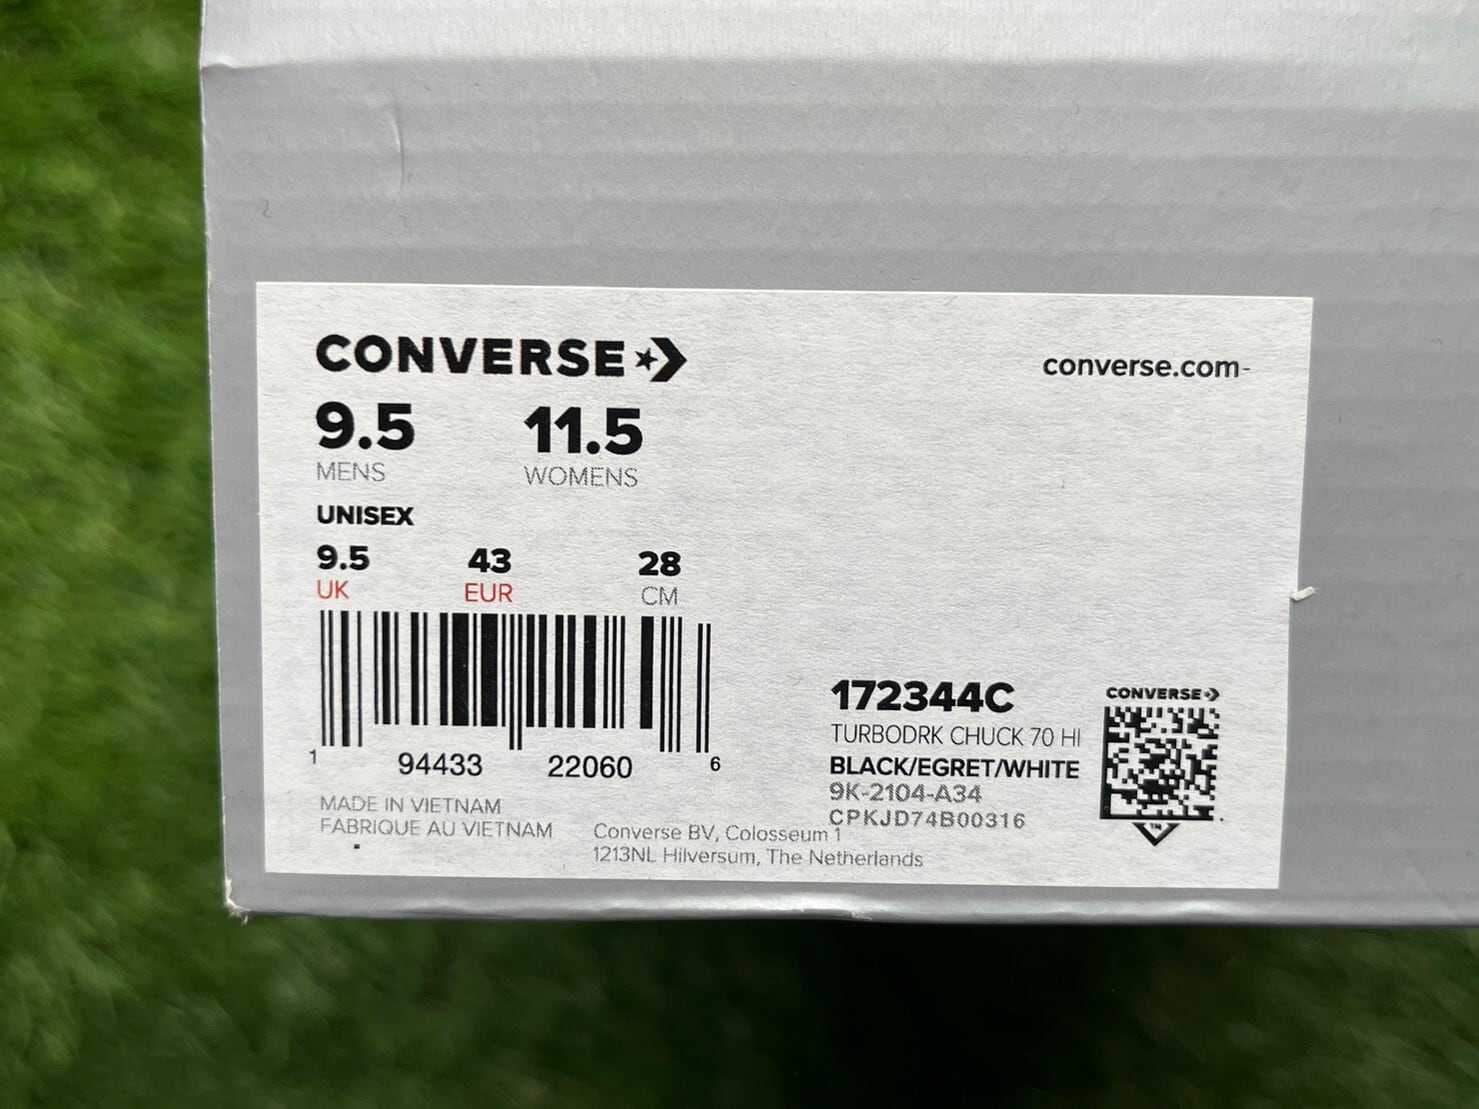 CONVERSE
converse.com-
9.5 11.5
MENS WOMENS
UNISEX
9.5 43 28
UK EUR CM
1 94433 22060 6
172344C
TURBODRK CHUCK 70 HI
BLACK/EGRET/WHITE
9K-2104-A34
CPKJD74B00316
CONVERSE
TM
MADE IN VIETNAM
FABRIQUE AU VIETNAM
Converse BV, Colosseum 1
1213NL Hilversum, The Netherlands